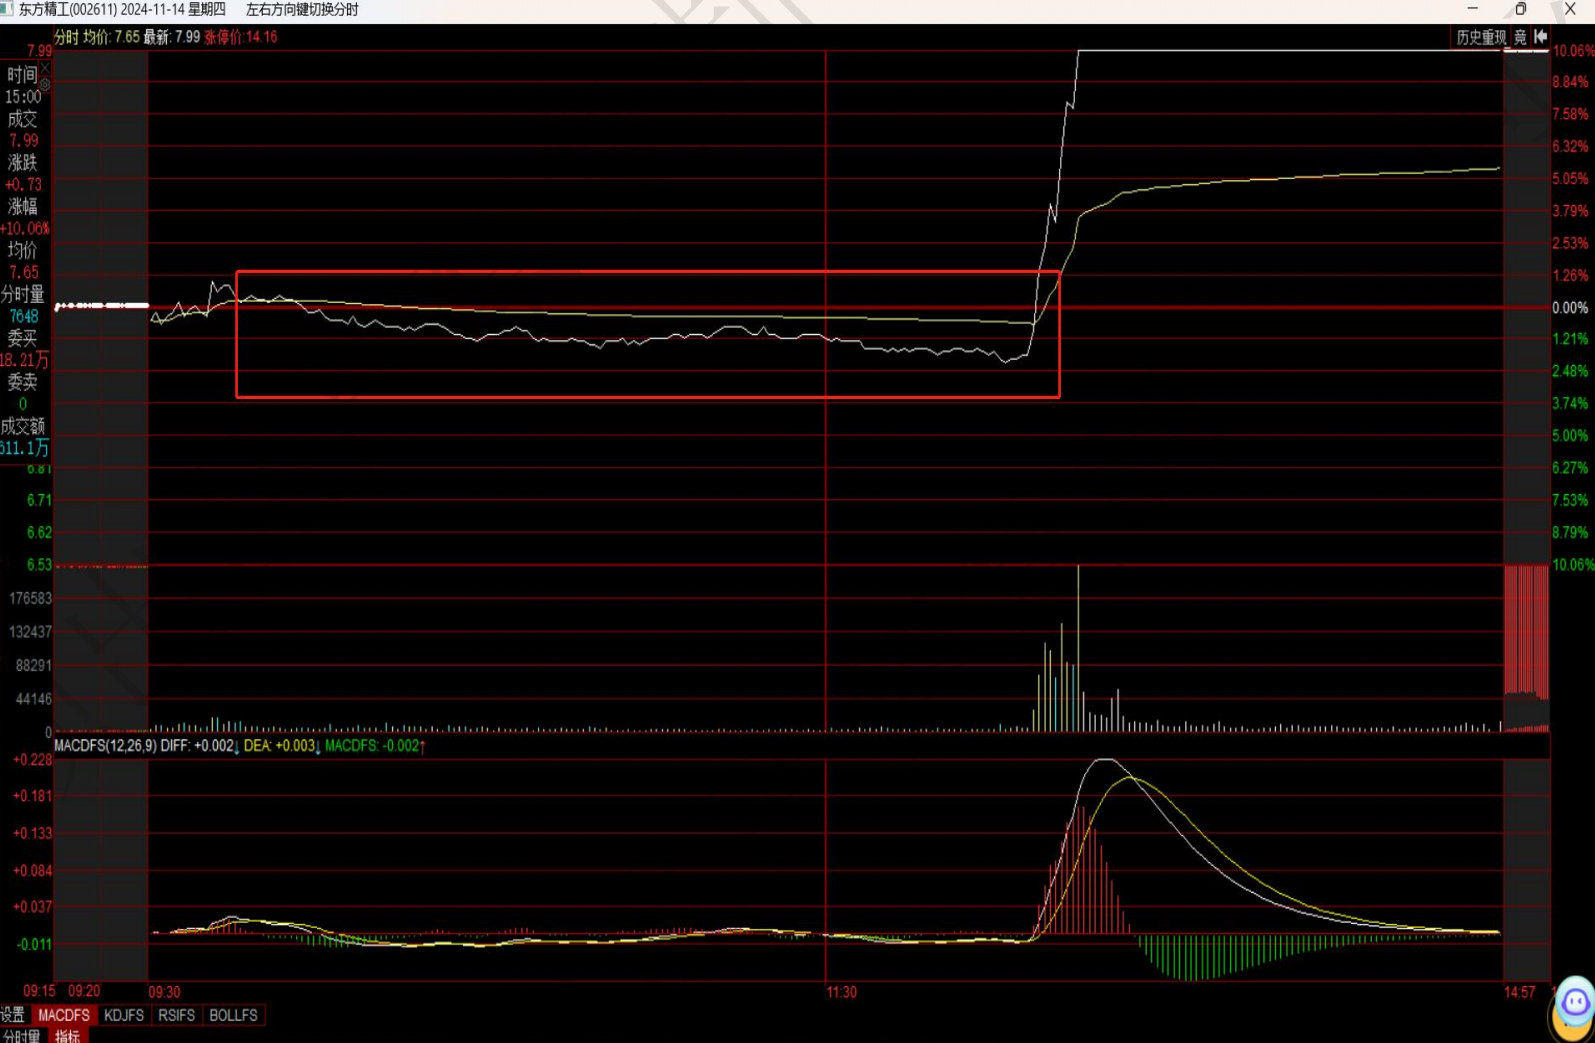 东方精工(002611) 2024-11-14 星期四 左右方向键切换分时
分时 均价: 7.65 最新: 7.99 涨停价:14.16
历史重现 竞
7.99
时间
15:00
成交
7.99
涨跌
+0.73
涨幅
+10.06%
均价
7.65
分时量
7648
委买
18.21万
委卖
0
成交额
611.1万
6.81
6.71
6.62
6.53
176583
132437
88291
44146
0
10.06%
8.84%
7.58%
6.32%
5.05%
3.79%
2.53%
1.26%
0.00%
1.21%
2.48%
3.74%
5.00%
6.27%
7.53%
8.79%
10.06%
MACDFS(12,26,9) DIFF: +0.002↓ DEA: +0.003↓ MACDFS: -0.002↑
+0.228
+0.181
+0.133
+0.084
+0.037
-0.011
09:15 09:20 09:30 11:30 14:57
设置 MACDFS KDJFS RSIFS BOLLFS
分时量 指标